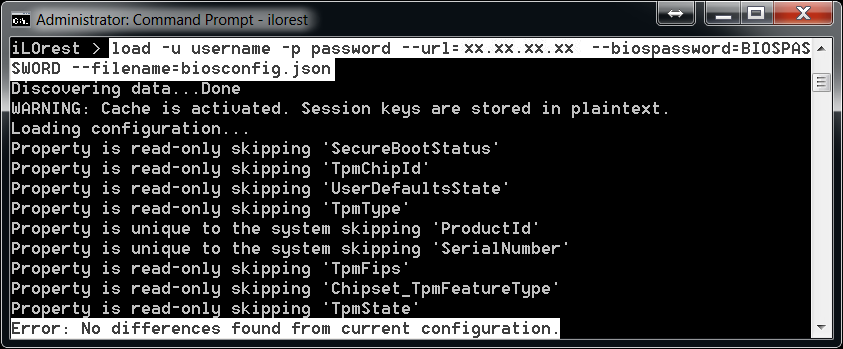 Administrator: Command Prompt - ilorest
iLOrest > load -u username -p password --url=xx.xx.xx.xx --biospassword=BIOSPAS
SWORD --filename=biosconfig.json
Discovering data...Done
WARNING: Cache is activated. Session keys are stored in plaintext.
Loading configuration...
Property is read-only skipping 'SecureBootStatus'
Property is read-only skipping 'TpmChipId'
Property is read-only skipping 'UserDefaultsState'
Property is read-only skipping 'TpmType'
Property is unique to the system skipping 'ProductId'
Property is unique to the system skipping 'SerialNumber'
Property is read-only skipping 'TpmFips'
Property is read-only skipping 'Chipset_TpmFeatureType'
Property is read-only skipping 'TpmState'
Error: No differences found from current configuration.